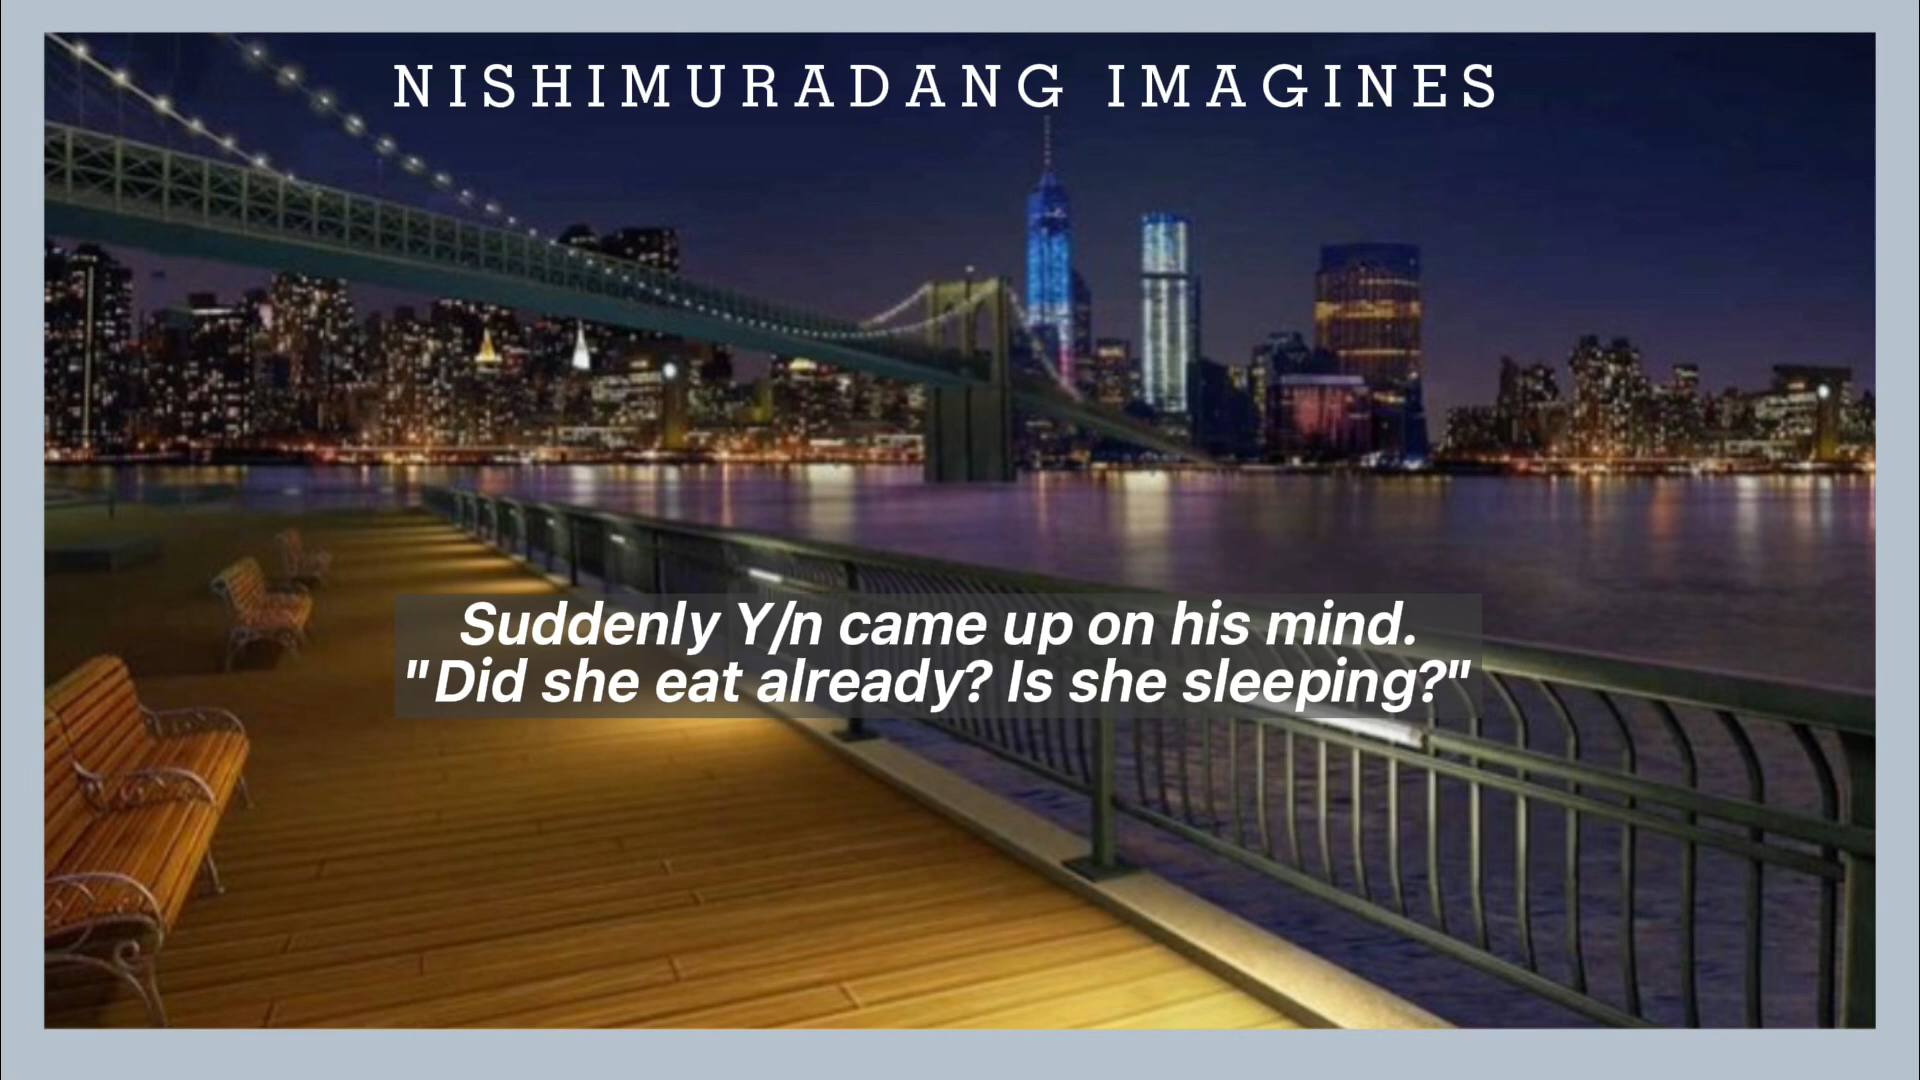 NISHIMURADANG IMAGINES
Suddenly Y/n came up on his mind.
"Did she eat already? Is she sleeping?"